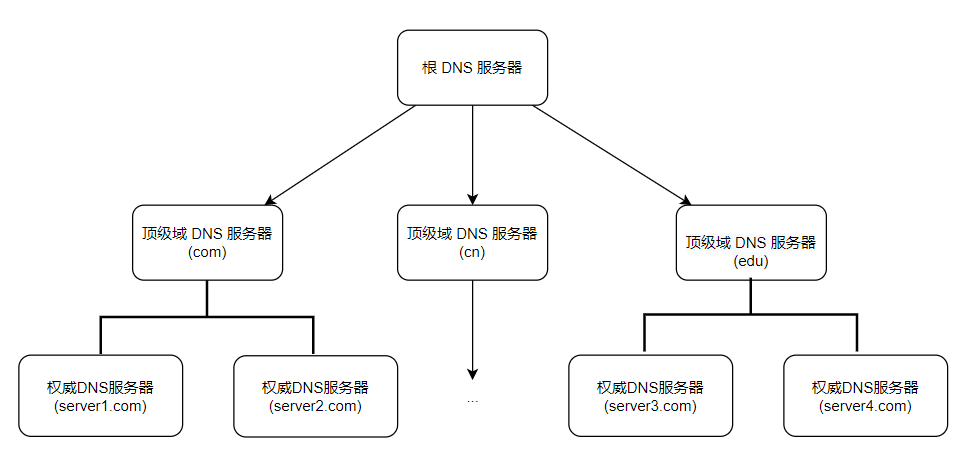 根 DNS 服务器
顶级域 DNS 服务器
(com)
顶级域 DNS 服务器
(cn)
顶级域 DNS 服务器
(edu)
权威DNS服务器
(server1.com)
权威DNS服务器
(server2.com)
...
权威DNS服务器
(server3.com)
权威DNS服务器
(server4.com)